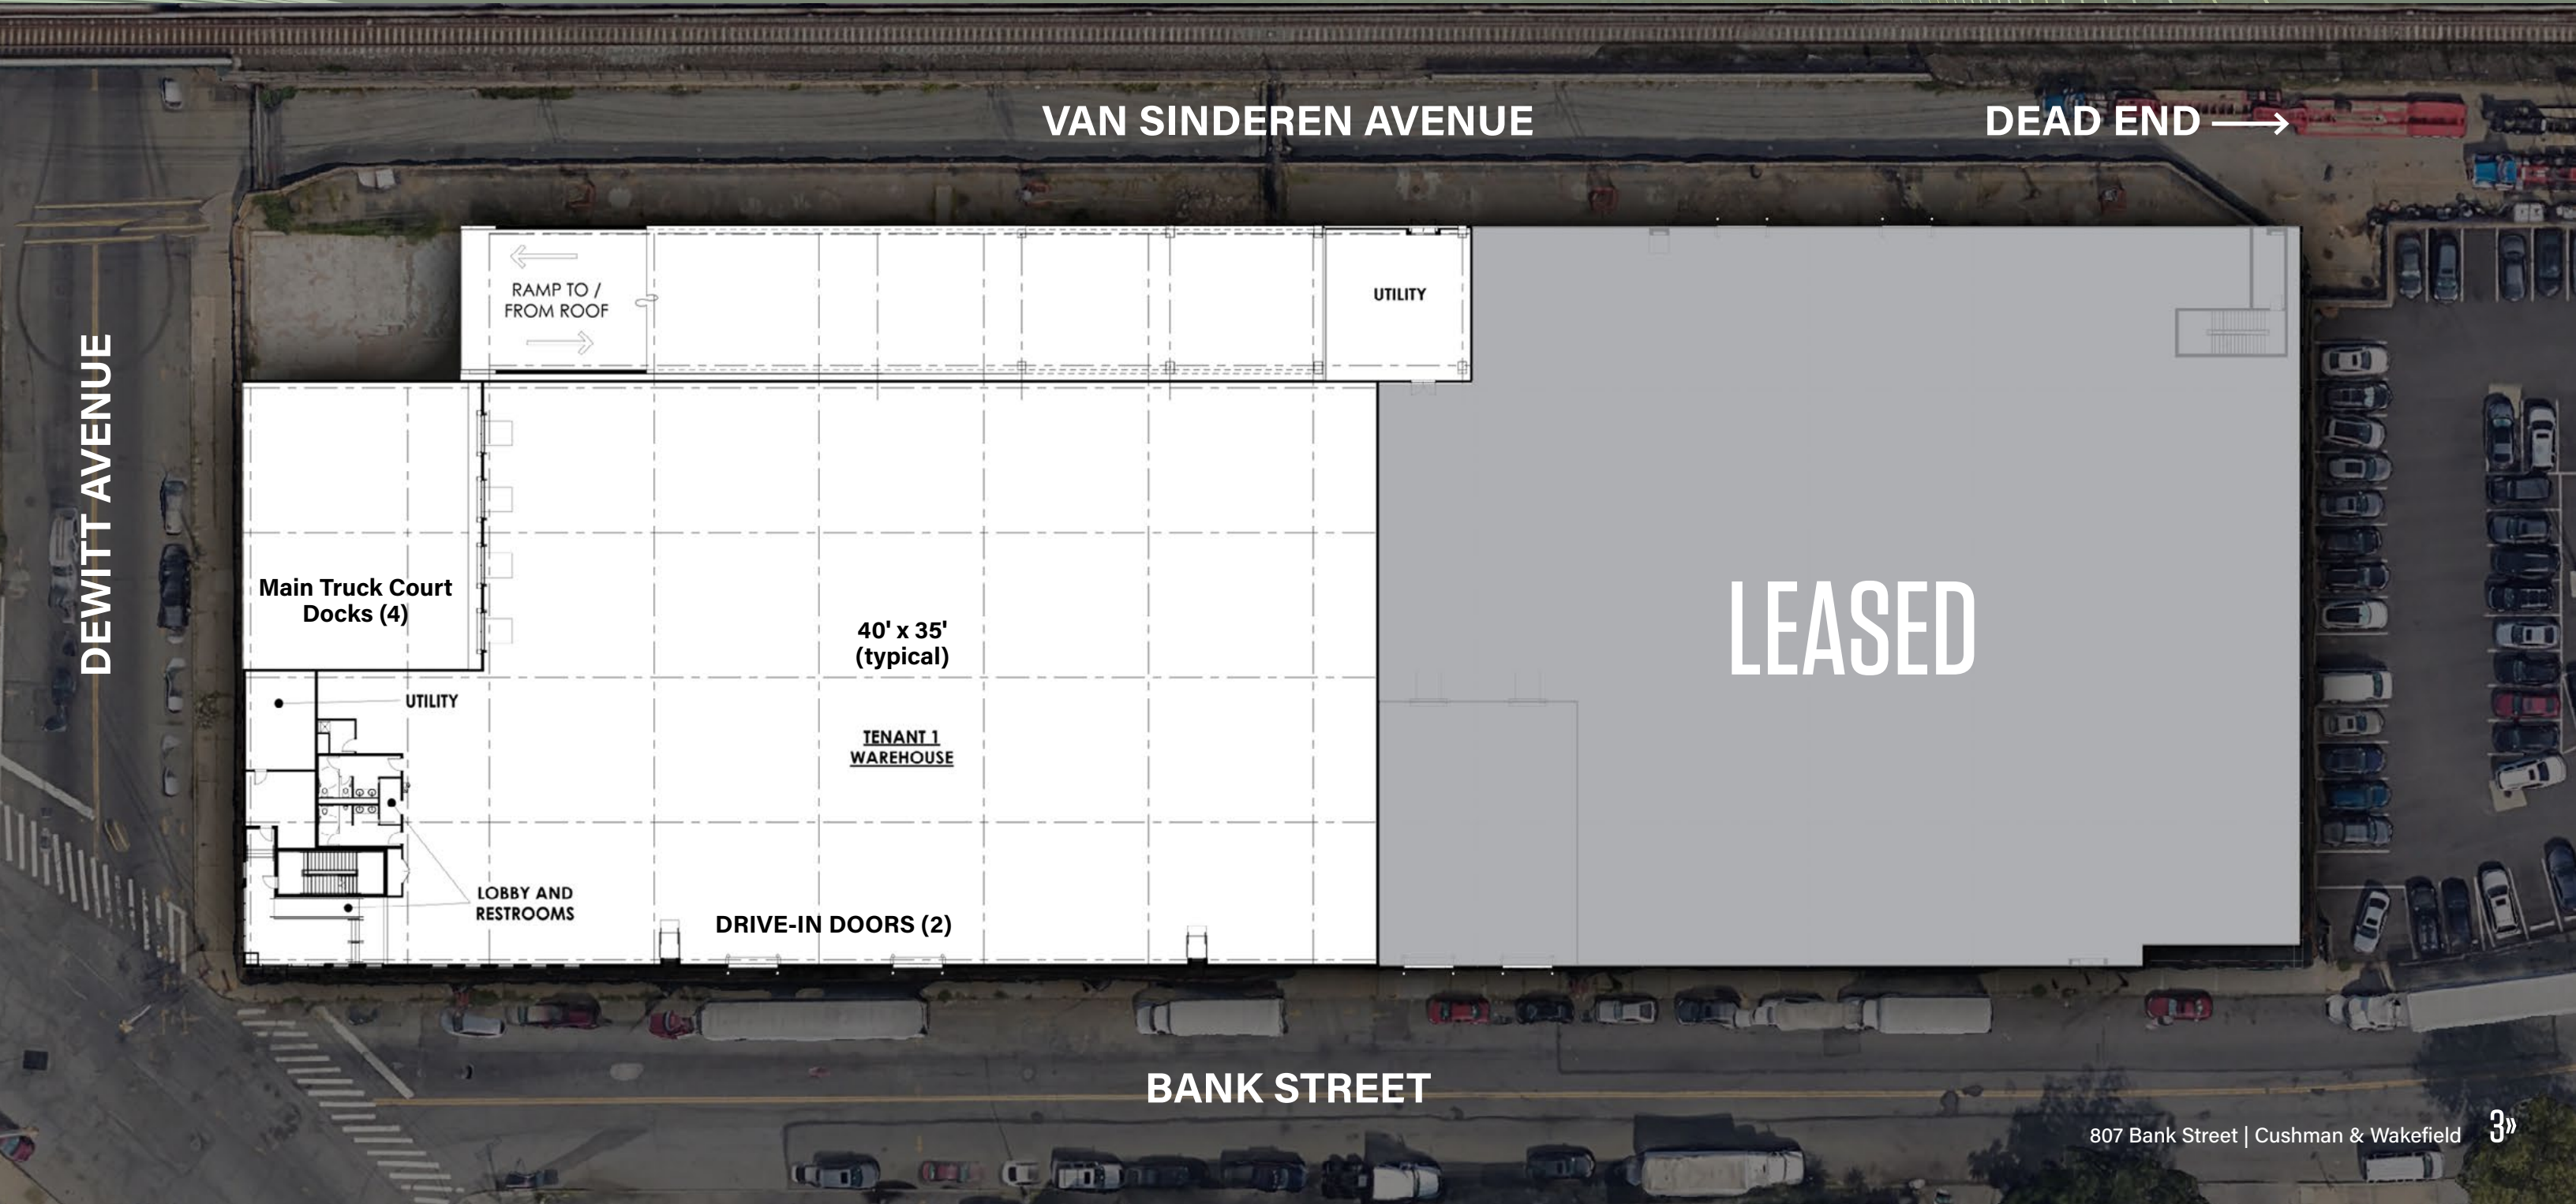 VAN SINDEREN AVENUE
DEAD END
RAMP TO /
FROM ROOF
UTILITY
DEWITT AVENUE
Main Truck Court
Docks (4)
40' x 35'
(typical)
LEASED
UTILITY
TENANT 1
WAREHOUSE
LOBBY AND
RESTROOMS
DRIVE-IN DOORS (2)
BANK STREET
807 Bank Street | Cushman & Wakefield
3»